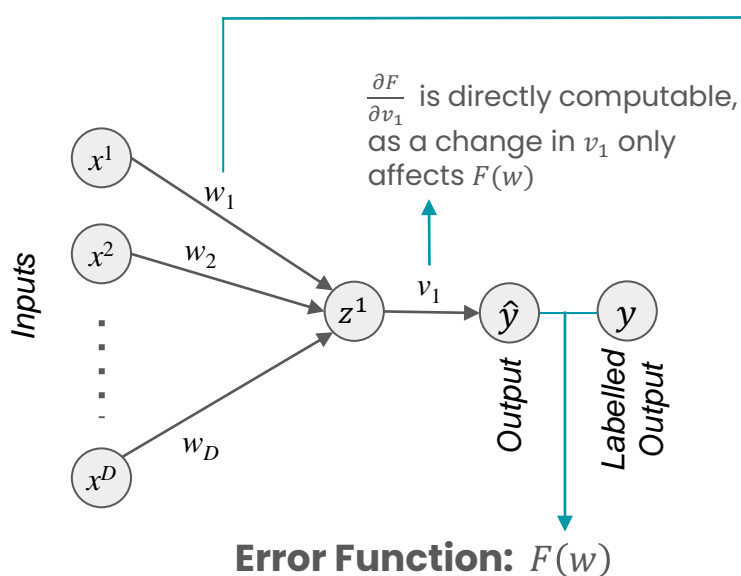 ∂F/∂v₁ is directly computable,
as a change in v₁ only
affects F(w)
x¹
w₁
x²
w₂
Inputs
z¹
v₁
ŷ
y
Output
Labelled
Output
w_D
x^D
Error Function: F(w)